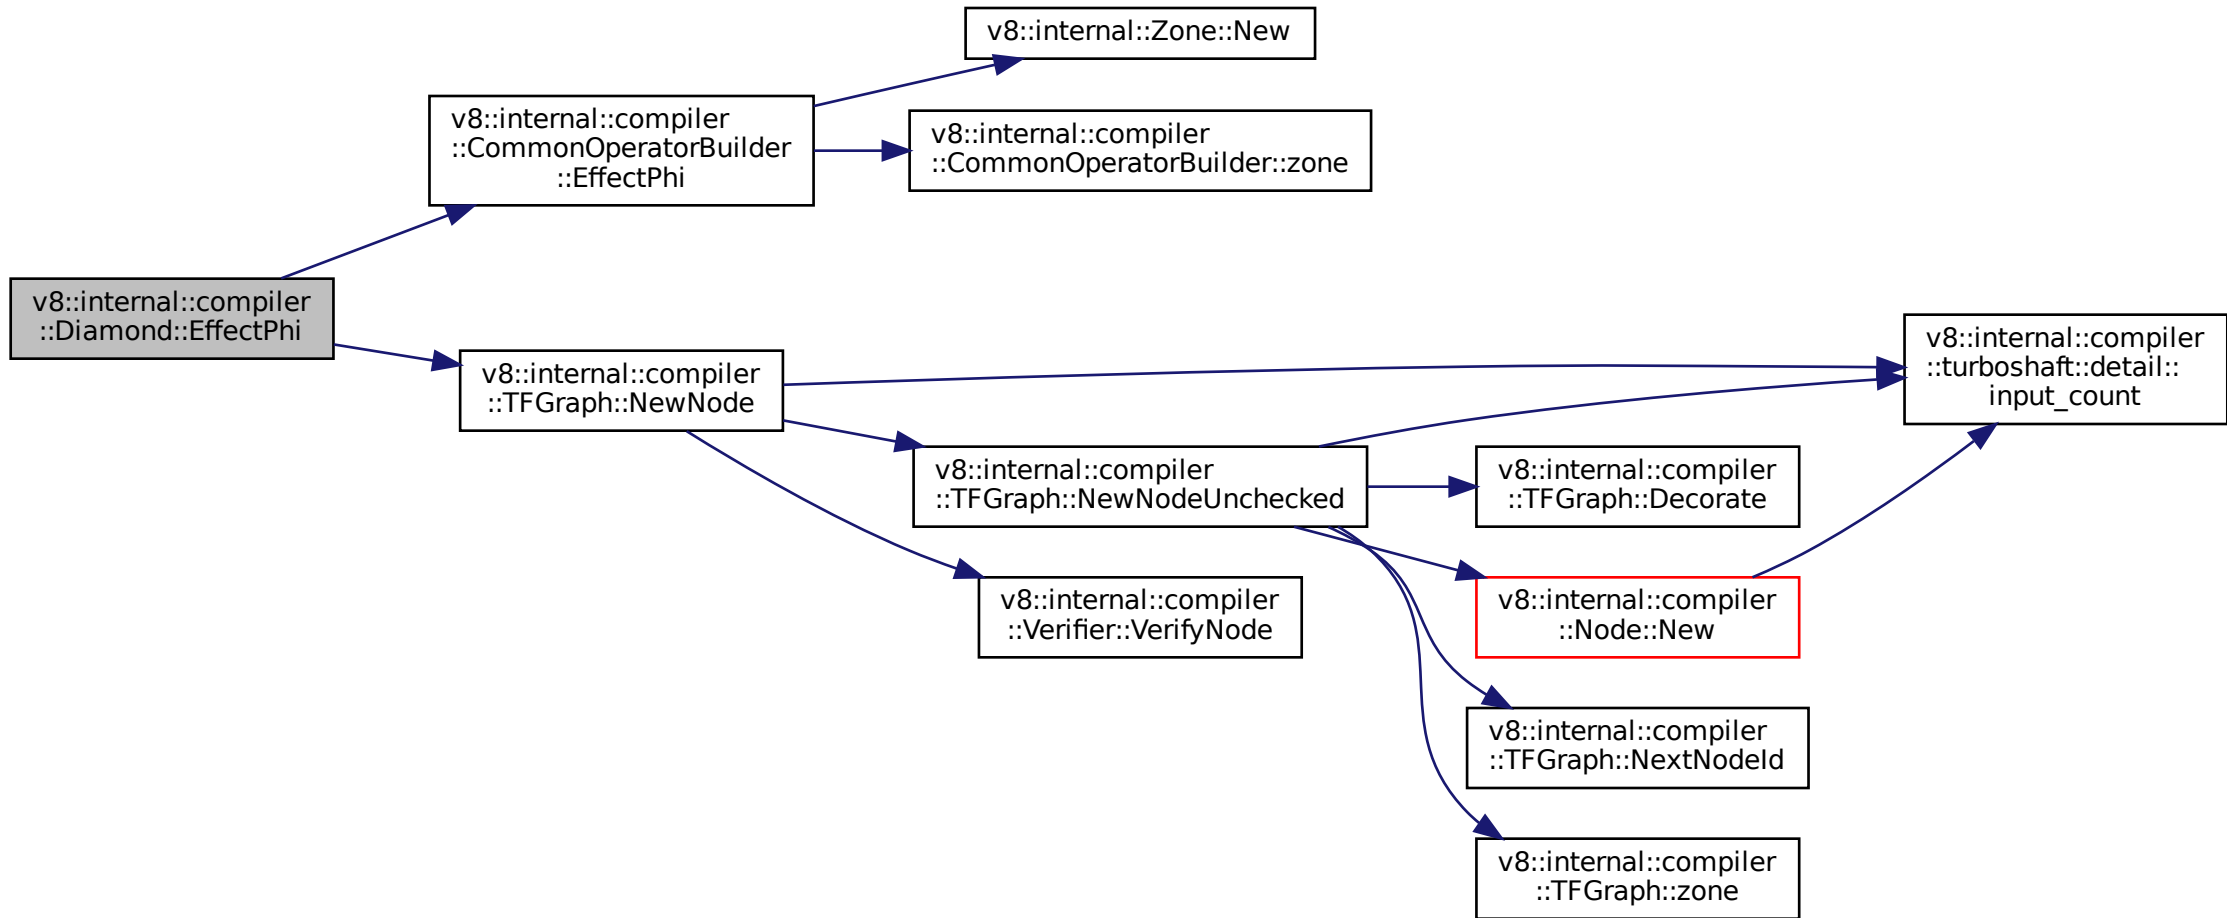 v8::internal::Zone::New
v8::internal::compiler
::CommonOperatorBuilder
::EffectPhi
v8::internal::compiler
::CommonOperatorBuilder::zone
v8::internal::compiler
::Diamond::EffectPhi
v8::internal::compiler
::TFGraph::NewNode
v8::internal::compiler
::turboshaft::detail::
input_count
v8::internal::compiler
::TFGraph::NewNodeUnchecked
v8::internal::compiler
::TFGraph::Decorate
v8::internal::compiler
::Verifier::VerifyNode
v8::internal::compiler
::Node::New
v8::internal::compiler
::TFGraph::NextNodeId
v8::internal::compiler
::TFGraph::zone